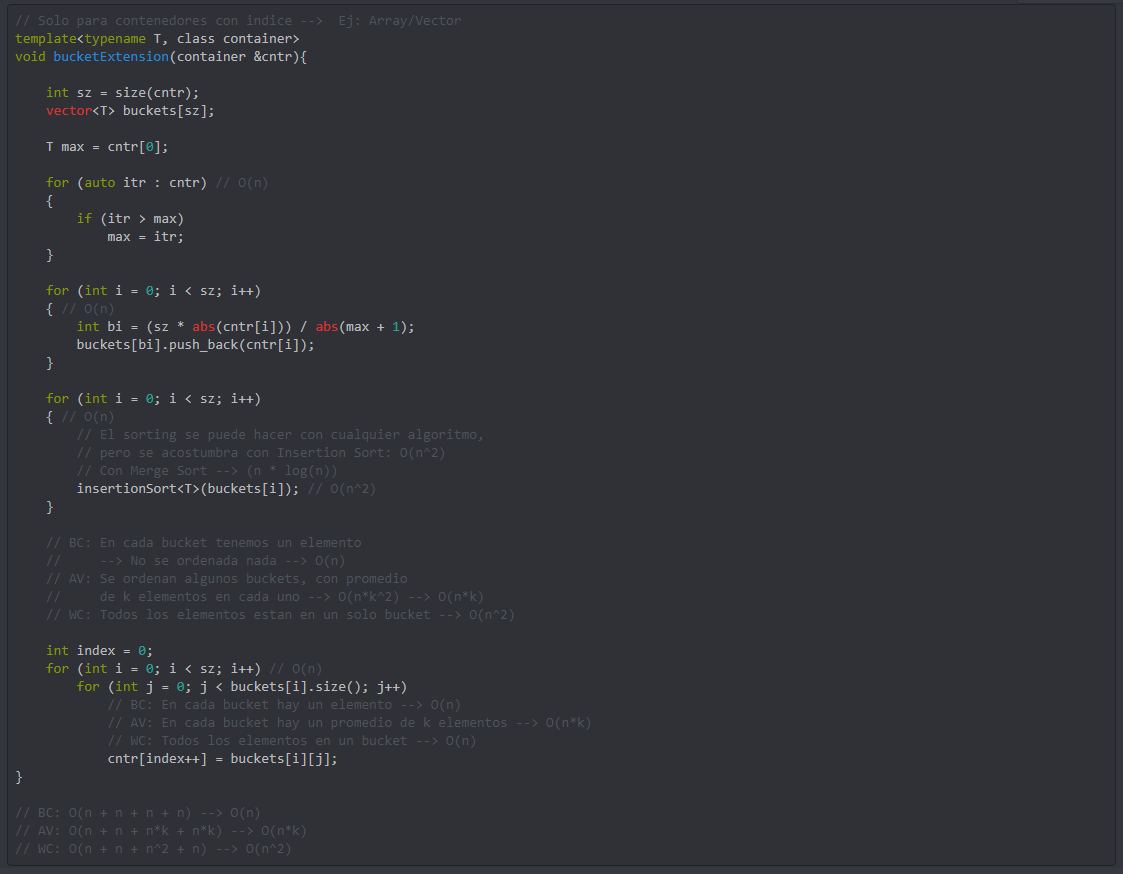 // Solo para contenedores con indice -->  Ej: Array/Vector
template<typename T, class container>
void bucketExtension(container &cntr){
    int sz = size(cntr);
    vector<T> buckets[sz];
    T max = cntr[0];
    for (auto itr : cntr) // O(n)
    {
        if (itr > max)
            max = itr;
    }
    for (int i = 0; i < sz; i++)
    { // O(n)
        int bi = (sz * abs(cntr[i])) / abs(max + 1);
        buckets[bi].push_back(cntr[i]);
    }
    for (int i = 0; i < sz; i++)
    { // O(n)
        // El sorting se puede hacer con cualquier algoritmo,
        // pero se acostumbra con Insertion Sort: O(n^2)
        // Con Merge Sort --> (n * log(n))
        insertionSort<T>(buckets[i]); // O(n^2)
    }
    // BC: En cada bucket tenemos un elemento
    //     --> No se ordenada nada --> O(n)
    // AV: Se ordenan algunos buckets, con promedio
    //     de k elementos en cada uno --> O(n*k^2) --> O(n*k)
    // WC: Todos los elementos estan en un solo bucket --> O(n^2)
    int index = 0;
    for (int i = 0; i < sz; i++) // O(n)
        for (int j = 0; j < buckets[i].size(); j++)
            // BC: En cada bucket hay un elemento --> O(n)
            // AV: En cada bucket hay un promedio de k elementos --> O(n*k)
            // WC: Todos los elementos en un bucket --> O(n)
            cntr[index++] = buckets[i][j];
}
// BC: O(n + n + n + n) --> O(n)
// AV: O(n + n + n*k + n*k) --> O(n*k)
// WC: O(n + n + n^2 + n) --> O(n^2)